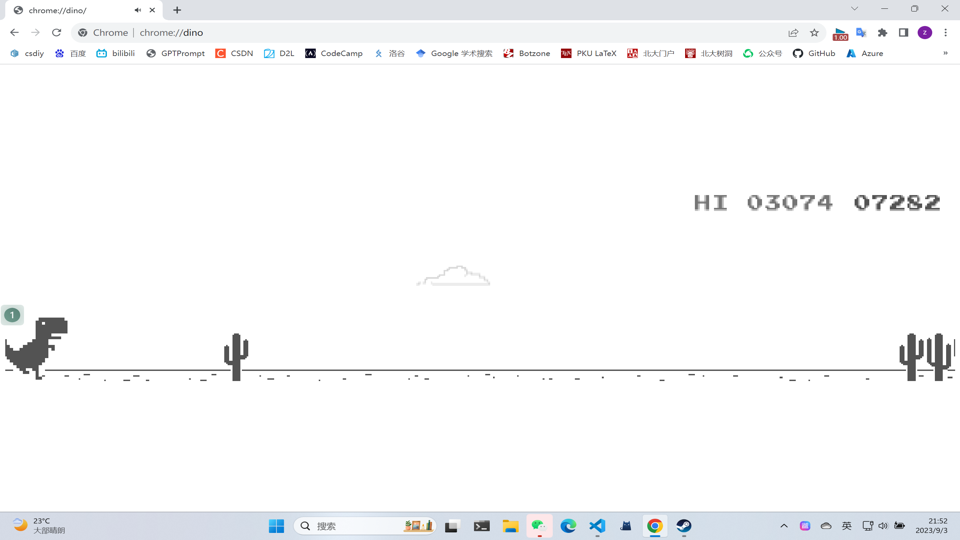 chrome://dino/
Chrome | chrome://dino
1.00
z
csdiy 百度 bilibili GPTPrompt CSDN D2L CodeCamp 洛谷 Google 学术搜索 Botzone PKU LaTeX 北大门户 北大树洞 公众号 GitHub Azure »
HI 03074 07282
1
23°C
大部晴朗
搜索
英
21:52
2023/9/3